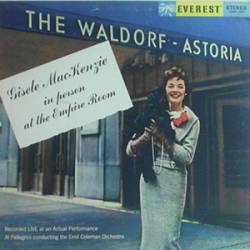 EVEREST
STEREO
THE WALDORF - ASTORIA
Gisele MacKenzie
in person
at the Empire Room
Recorded LIVE at an Actual Performance
Al Pellegrini conducting the Emil Coleman Orchestra